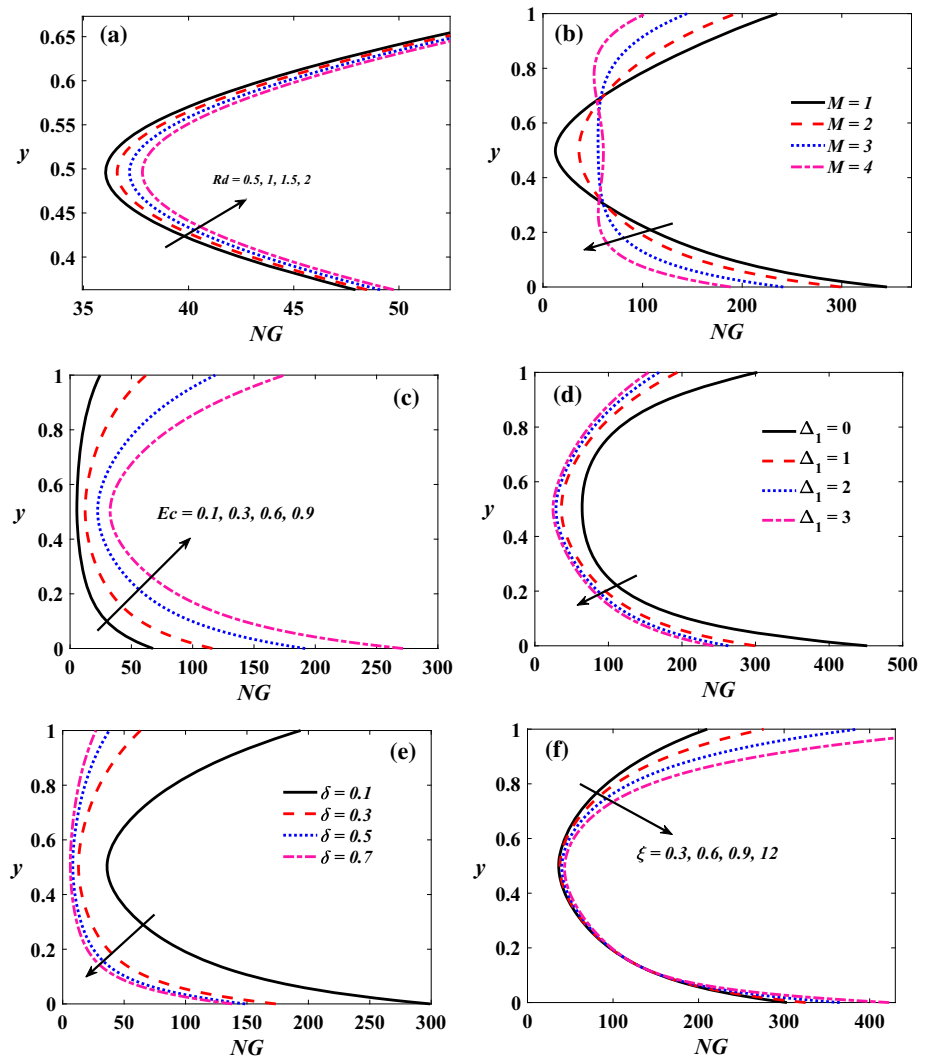 (a)
0.65
0.6
0.55
0.5
0.45
0.4
y
Rd = 0.5, 1, 1.5, 2
35 40 45 50
NG
(b)
1
0.8
0.6
0.4
0.2
0
y
M = 1
M = 2
M = 3
M = 4
0 100 200 300
NG
(c)
1
0.8
0.6
0.4
0.2
0
y
Ec = 0.1, 0.3, 0.6, 0.9
0 50 100 150 200 250 300
NG
(d)
1
0.8
0.6
0.4
0.2
0
y
Δ₁ = 0
Δ₁ = 1
Δ₁ = 2
Δ₁ = 3
0 100 200 300 400 500
NG
(e)
1
0.8
0.6
0.4
0.2
0
y
δ = 0.1
δ = 0.3
δ = 0.5
δ = 0.7
0 50 100 150 200 250 300
NG
(f)
1
0.8
0.6
0.4
0.2
0
y
ξ = 0.3, 0.6, 0.9, 12
0 100 200 300 400
NG